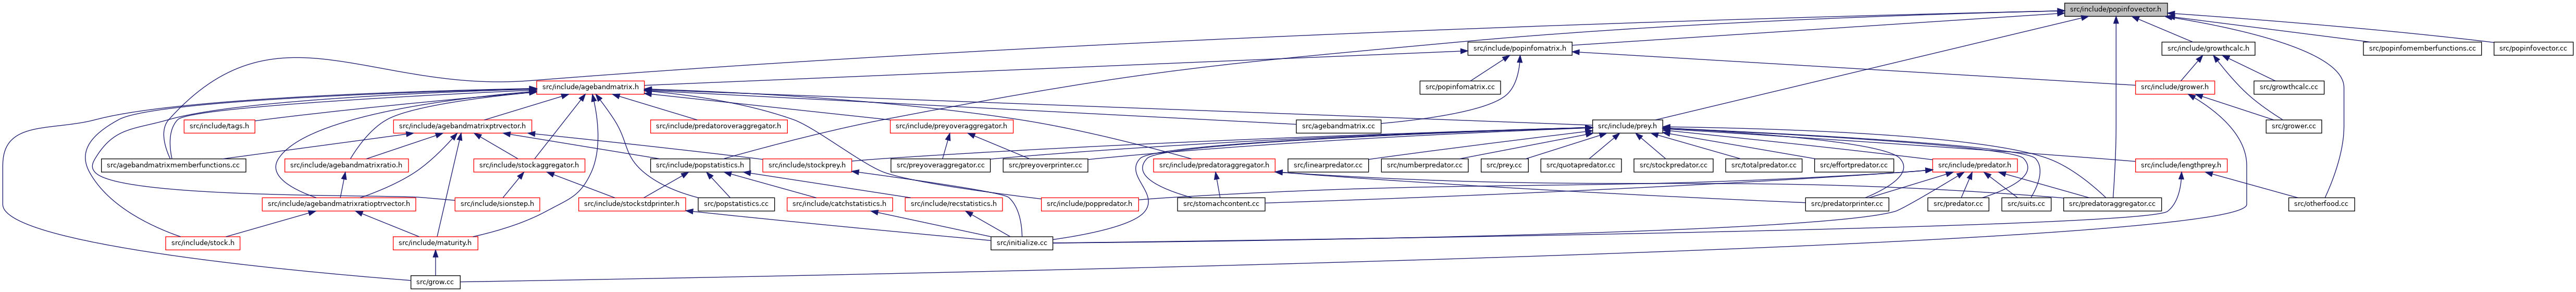 src/include/popinfovector.h
src/include/popinfomatrix.h
src/include/growthcalc.h
src/popinfomemberfunctions.cc
src/popinfovector.cc
src/include/agebandmatrix.h
src/popinfomatrix.cc
src/include/grower.h
src/growthcalc.cc
src/include/tags.h
src/include/agebandmatrixptrvector.h
src/include/predatoroveraggregator.h
src/include/preyoveraggregator.h
src/agebandmatrix.cc
src/include/prey.h
src/grower.cc
src/agebandmatrixmemberfunctions.cc
src/include/agebandmatrixratio.h
src/include/stockaggregator.h
src/include/popstatistics.h
src/include/stockprey.h
src/preyoveraggregator.cc
src/preyoverprinter.cc
src/include/predatoraggregator.h
src/linearpredator.cc
src/numberpredator.cc
src/prey.cc
src/quotapredator.cc
src/stockpredator.cc
src/totalpredator.cc
src/effortpredator.cc
src/include/predator.h
src/include/lengthprey.h
src/include/agebandmatrixratioptrvector.h
src/include/sionstep.h
src/include/stockstdprinter.h
src/popstatistics.cc
src/include/catchstatistics.h
src/include/recstatistics.h
src/include/poppredator.h
src/stomachcontent.cc
src/predatorprinter.cc
src/predator.cc
src/suits.cc
src/predatoraggregator.cc
src/otherfood.cc
src/include/stock.h
src/include/maturity.h
src/initialize.cc
src/grow.cc